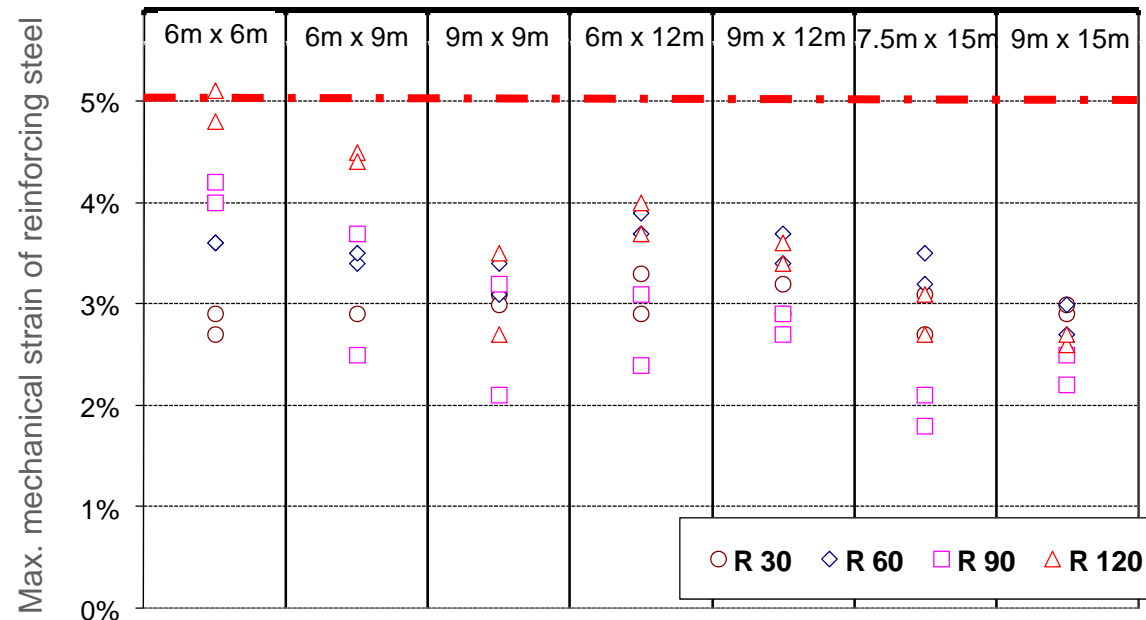 Max. mechanical strain of reinforcing steel
6m x 6m 6m x 9m 9m x 9m 6m x 12m 9m x 12m 7.5m x 15m 9m x 15m
5%
4%
3%
2%
1%
0%
R 30 R 60 R 90 R 120